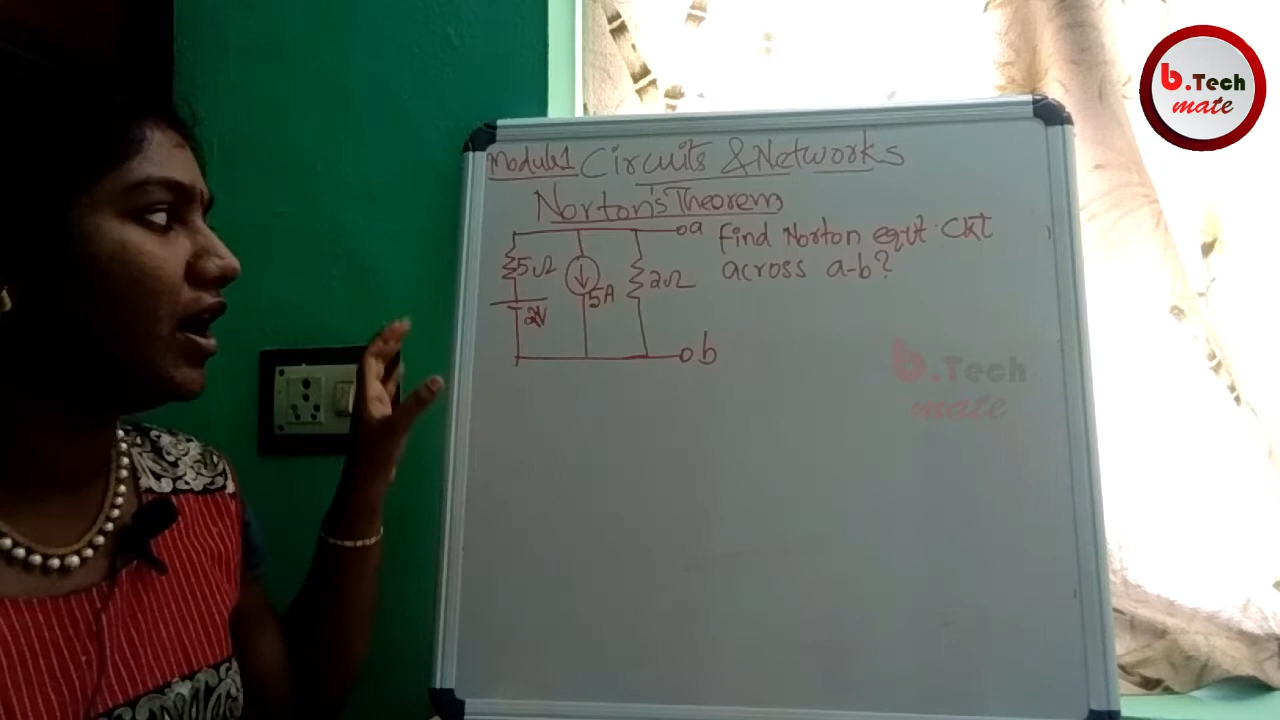 b.Tech
mate
Module1 Circuits & Networks
Norton's Theorem
a Find Norton eqvt. Ckt
across a-b?
5Ω
5A
2Ω
2V
b
b.Tech
mate